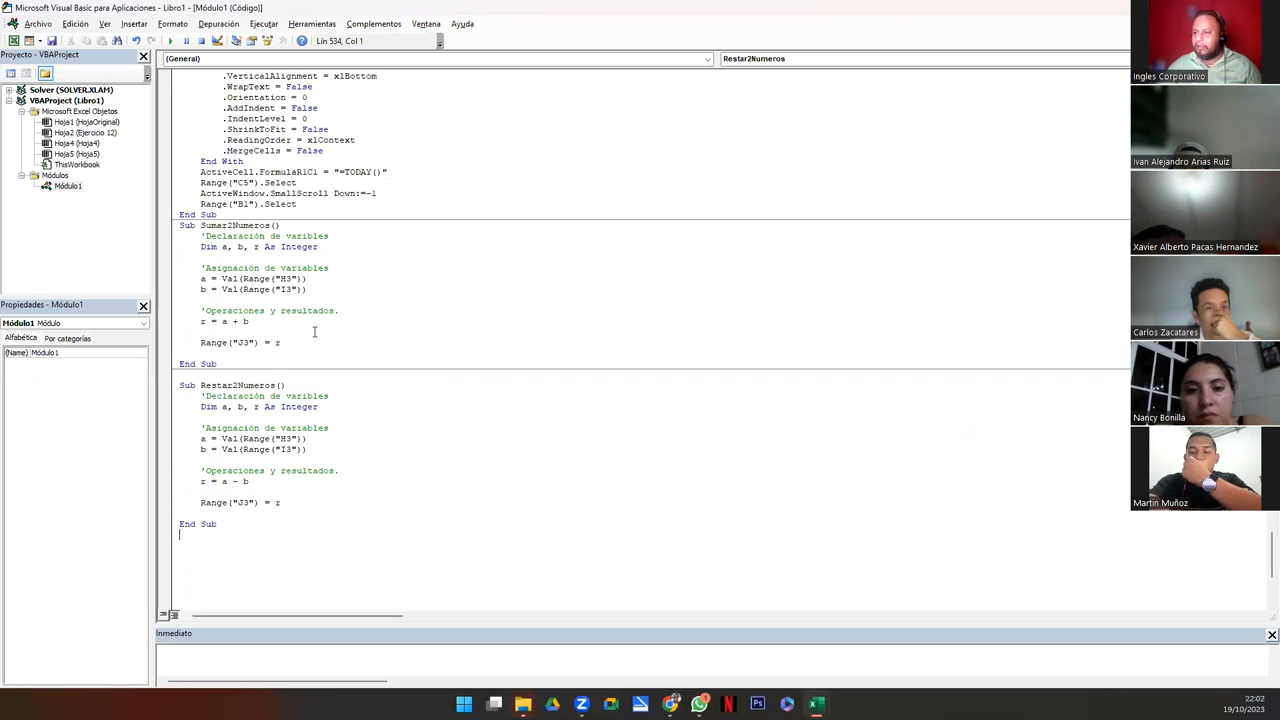 Microsoft Visual Basic para Aplicaciones - Libro1 - [Módulo1 (Código)]
Archivo Edición Ver Insertar Formato Depuración Ejecutar Herramientas Complementos Ventana Ayuda
Lín 534, Col 1
Proyecto - VBAProject
(General)
Restar2Numeros
Solver (SOLVER.XLAM)
VBAProject (Libro1)
Microsoft Excel Objetos
Hoja1 (HojaOriginal)
Hoja2 (Ejercicio 12)
Hoja4 (Hoja4)
Hoja5 (Hoja5)
ThisWorkbook
Módulos
Módulo1
Propiedades - Módulo1
Módulo1 Módulo
Alfabética Por categorías
(Name) Módulo1
.VerticalAlignment = xlBottom
.WrapText = False
.Orientation = 0
.AddIndent = False
.IndentLevel = 0
.ShrinkToFit = False
.ReadingOrder = xlContext
.MergeCells = False
End With
ActiveCell.FormulaR1C1 = "=TODAY()"
Range("C5").Select
ActiveWindow.SmallScroll Down:=-1
Range("B1").Select
End Sub
Sub Sumar2Numeros()
'Declaración de varibles
Dim a, b, r As Integer
'Asignación de variables
a = Val(Range("H3"))
b = Val(Range("I3"))
'Operaciones y resultados.
r = a + b
Range("J3") = r
End Sub
Sub Restar2Numeros()
'Declaración de varibles
Dim a, b, r As Integer
'Asignación de variables
a = Val(Range("H3"))
b = Val(Range("I3"))
'Operaciones y resultados.
r = a - b
Range("J3") = r
End Sub
Inmediato
Ingles Corporativo
Ivan Alejandro Arias Ruiz
Xavier Alberto Pacas Hernandez
Carlos Zacatares
Nancy Bonilla
Martin Muñoz
22:02
19/10/2023